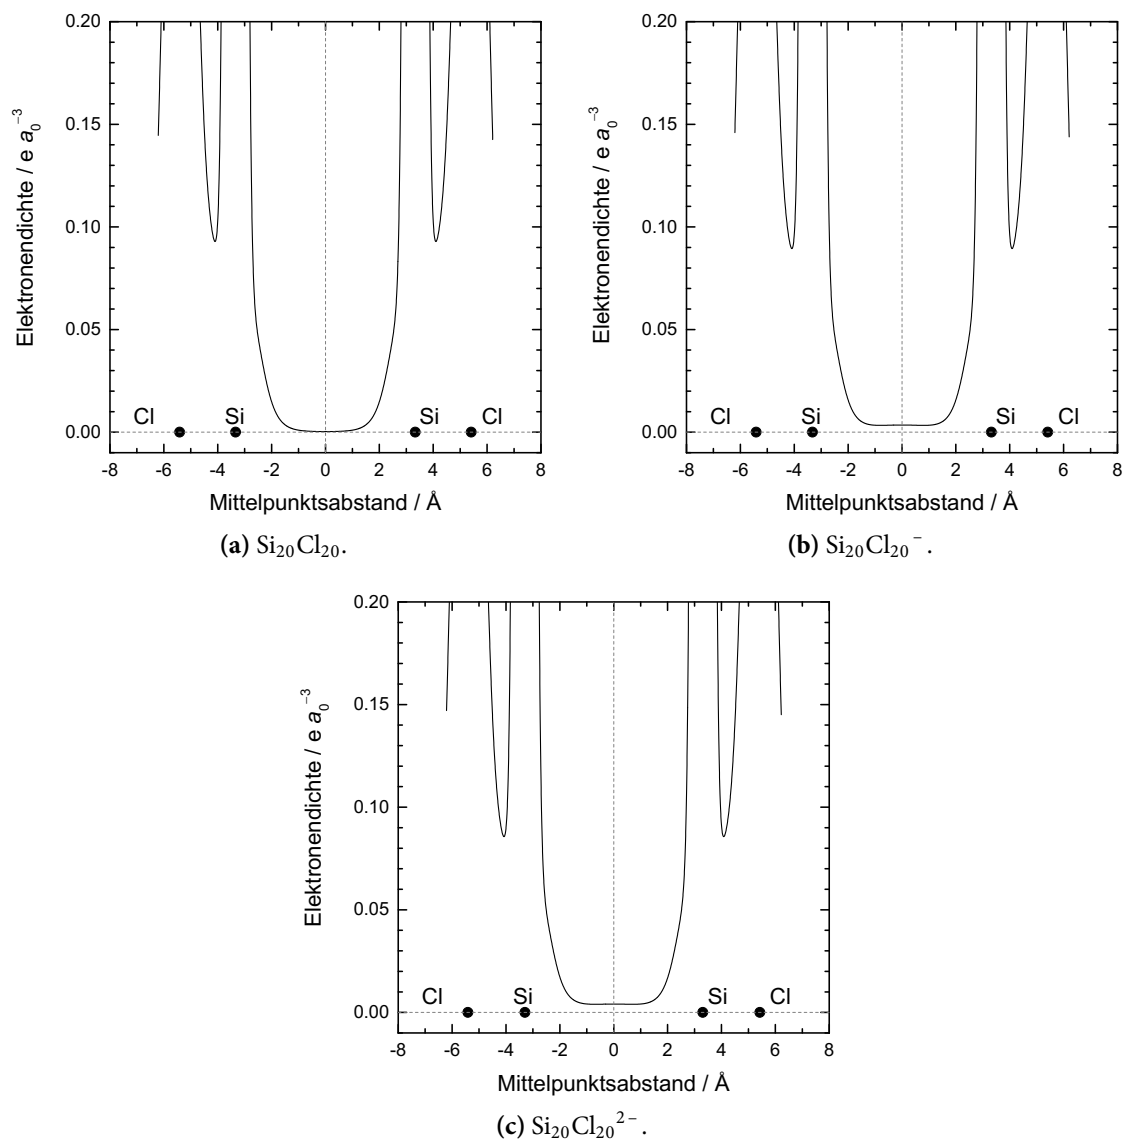 0.20
0.15
0.10
0.05
0.00
Elektronendichte / e a₀⁻³
Cl Si Si Cl
-8 -6 -4 -2 0 2 4 6 8
Mittelpunktsabstand / Å
(a) Si₂₀Cl₂₀.
0.20
0.15
0.10
0.05
0.00
Elektronendichte / e a₀⁻³
Cl Si Si Cl
-8 -6 -4 -2 0 2 4 6 8
Mittelpunktsabstand / Å
(b) Si₂₀Cl₂₀⁻.
0.20
0.15
0.10
0.05
0.00
Elektronendichte / e a₀⁻³
Cl Si Si Cl
-8 -6 -4 -2 0 2 4 6 8
Mittelpunktsabstand / Å
(c) Si₂₀Cl₂₀²⁻.